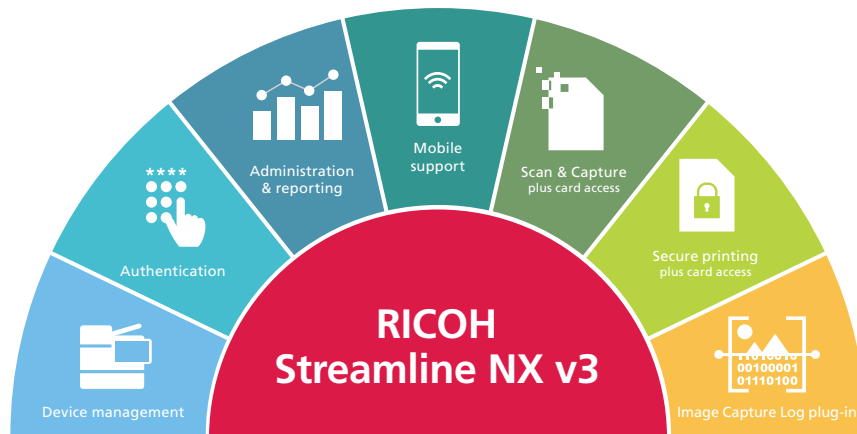 Device management
****
Authentication
Administration
& reporting
Mobile
support
Scan & Capture
plus card access
Secure printing
plus card access
00100001
01110100
Image Capture Log plug-in
RICOH
Streamline NX v3